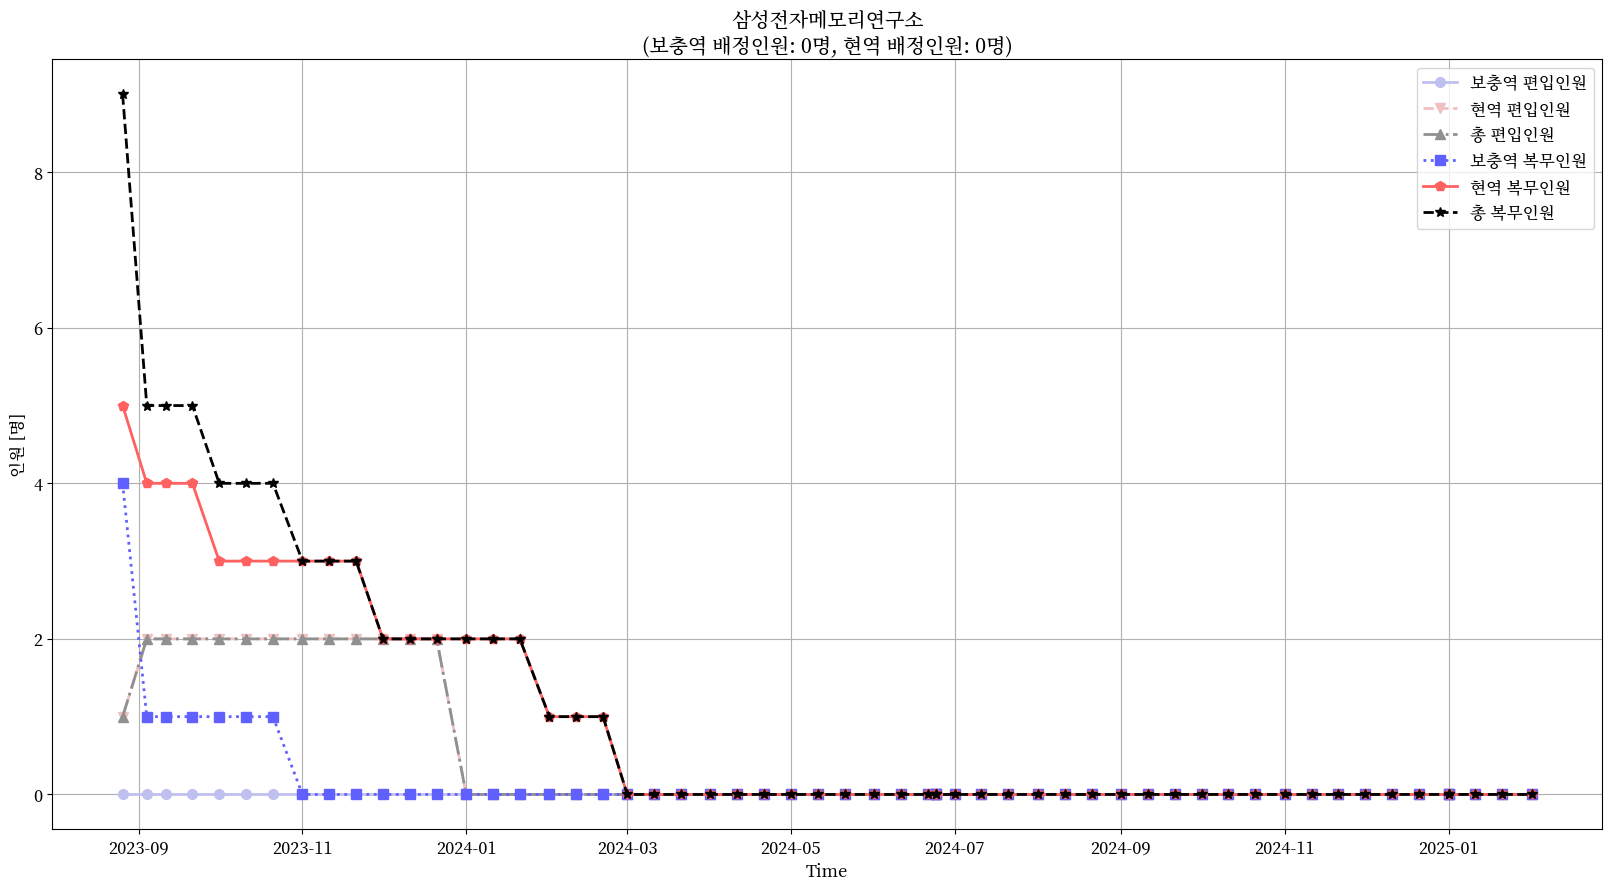 삼성전자메모리연구소
(보충역 배정인원: 0명, 현역 배정인원: 0명)
보충역 편입인원
현역 편입인원
총 편입인원
보충역 복무인원
현역 복무인원
총 복무인원
인원 [명]
8
6
4
2
0
2023-09 2023-11 2024-01 2024-03 2024-05 2024-07 2024-09 2024-11 2025-01
Time